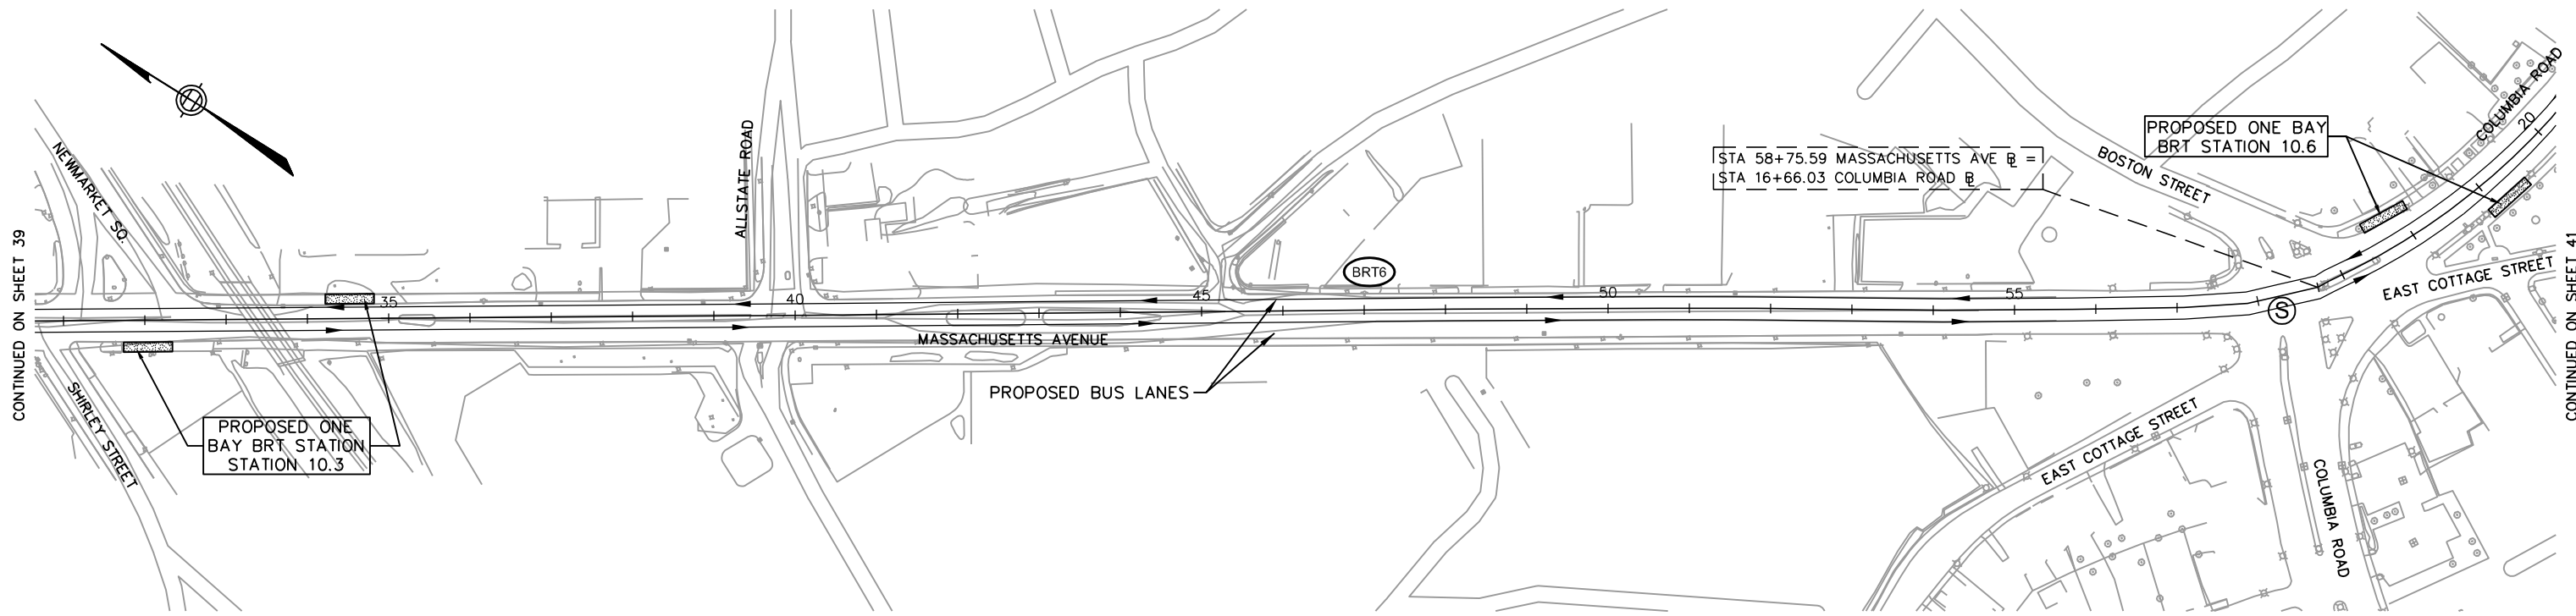 CONTINUED ON SHEET 39
NEWMARKET SQ.
SHIRLEY STREET
PROPOSED ONE
BAY BRT STATION
STATION 10.3
35
ALLSTATE ROAD
40
MASSACHUSETTS AVENUE
45
PROPOSED BUS LANES
BRT6
50
STA 58+75.59 MASSACHUSETTS AVE BL =
STA 16+66.03 COLUMBIA ROAD BL
55
BOSTON STREET
PROPOSED ONE BAY
BRT STATION 10.6
COLUMBIA ROAD
20
S
EAST COTTAGE STREET
EAST COTTAGE STREET
COLUMBIA ROAD
CONTINUED ON SHEET 41